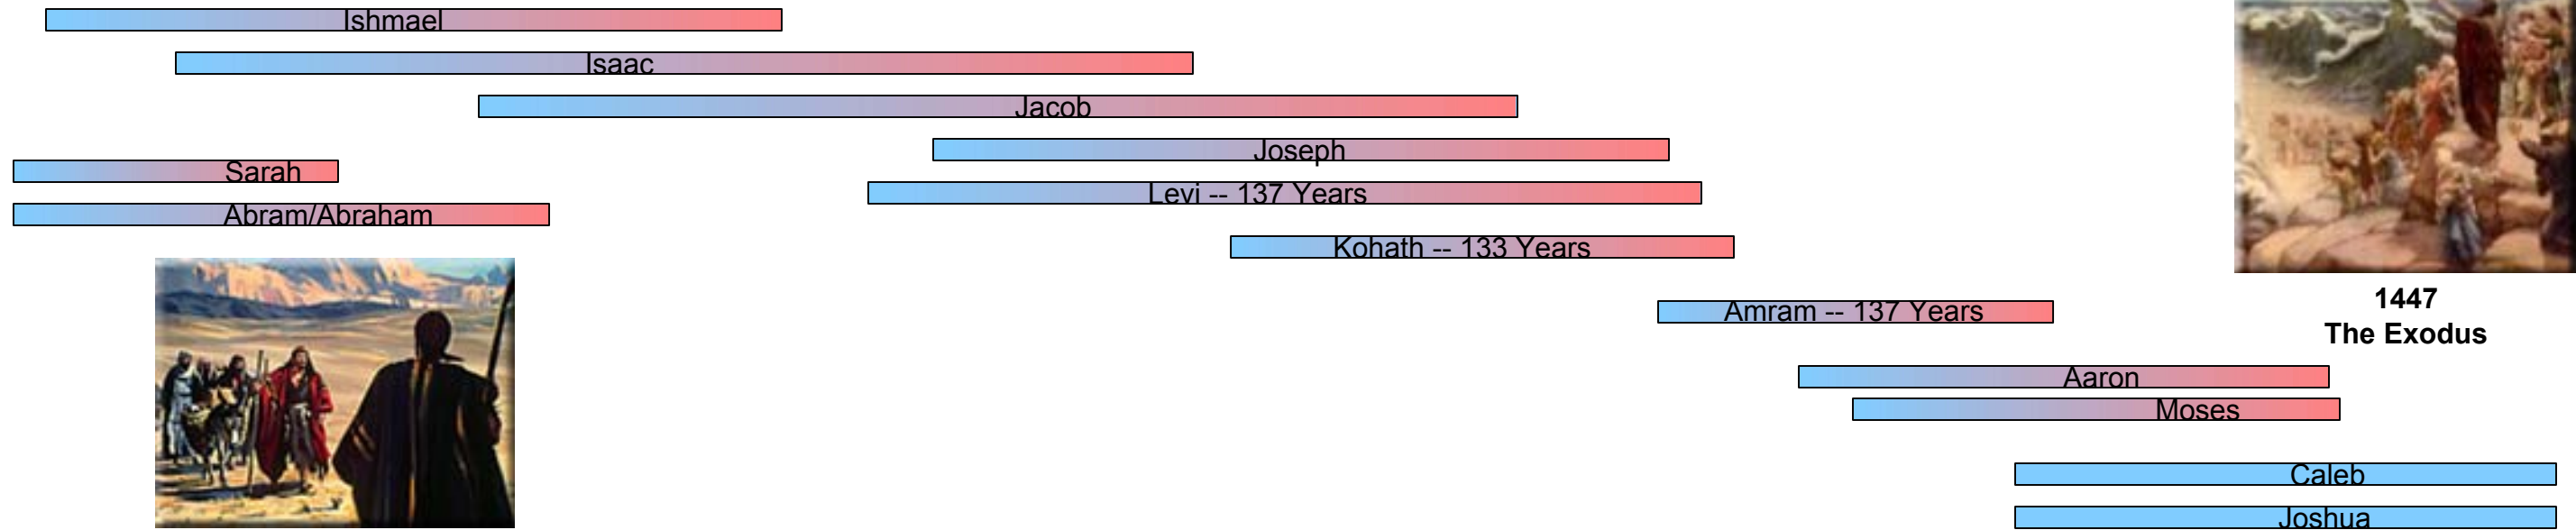 Ishmael
Isaac
Jacob
Joseph
Sarah
Levi -- 137 Years
Abram/Abraham
Kohath -- 133 Years
1447
The Exodus
Amram -- 137 Years
Aaron
Moses
Caleb
Joshua